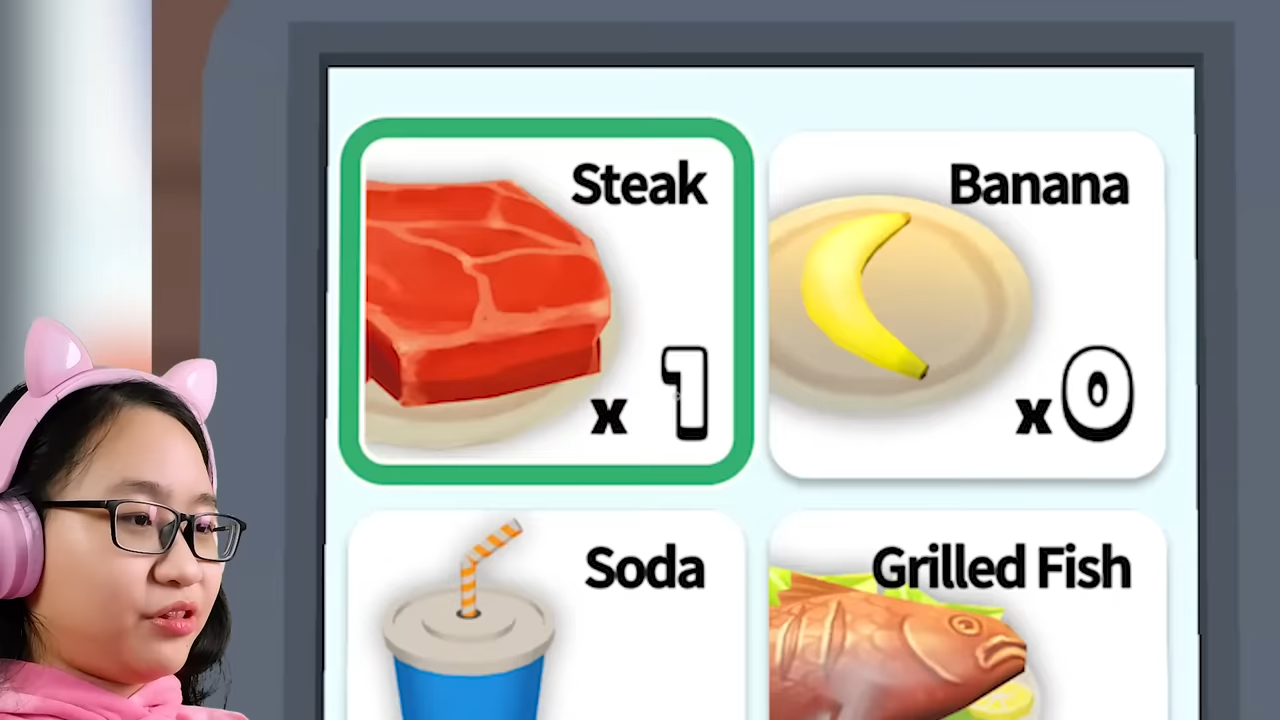 Steak
x 1
Banana
x 0
Soda
Grilled Fish